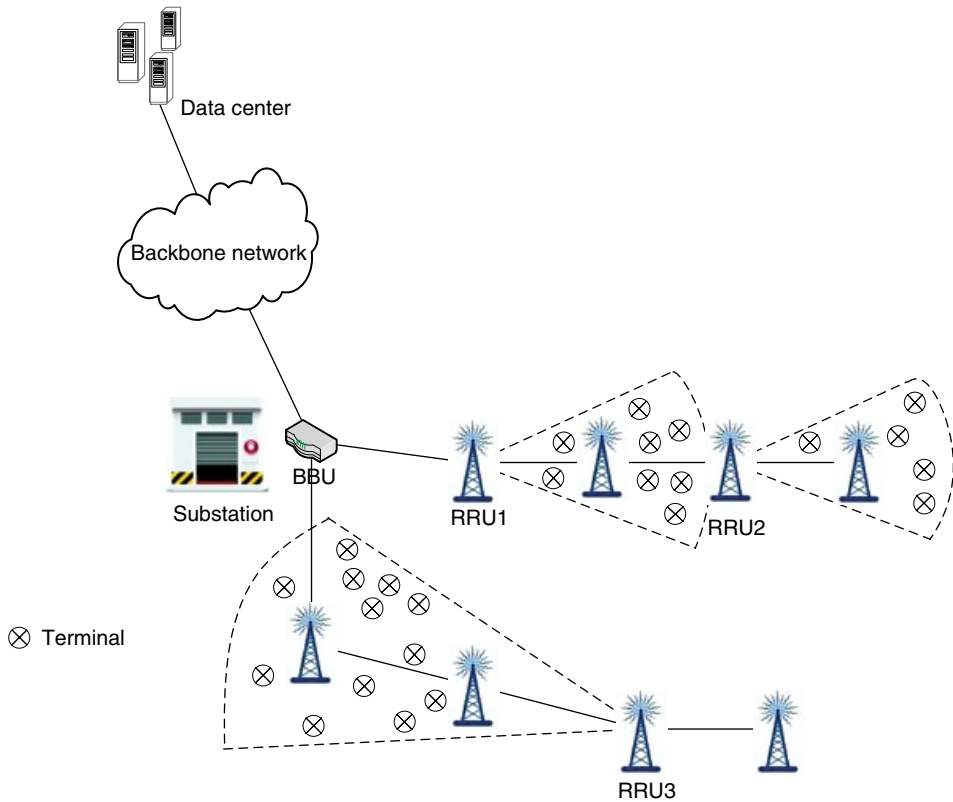 Data center
Backbone network
BBU
Substation
RRU1
RRU2
Terminal
RRU3